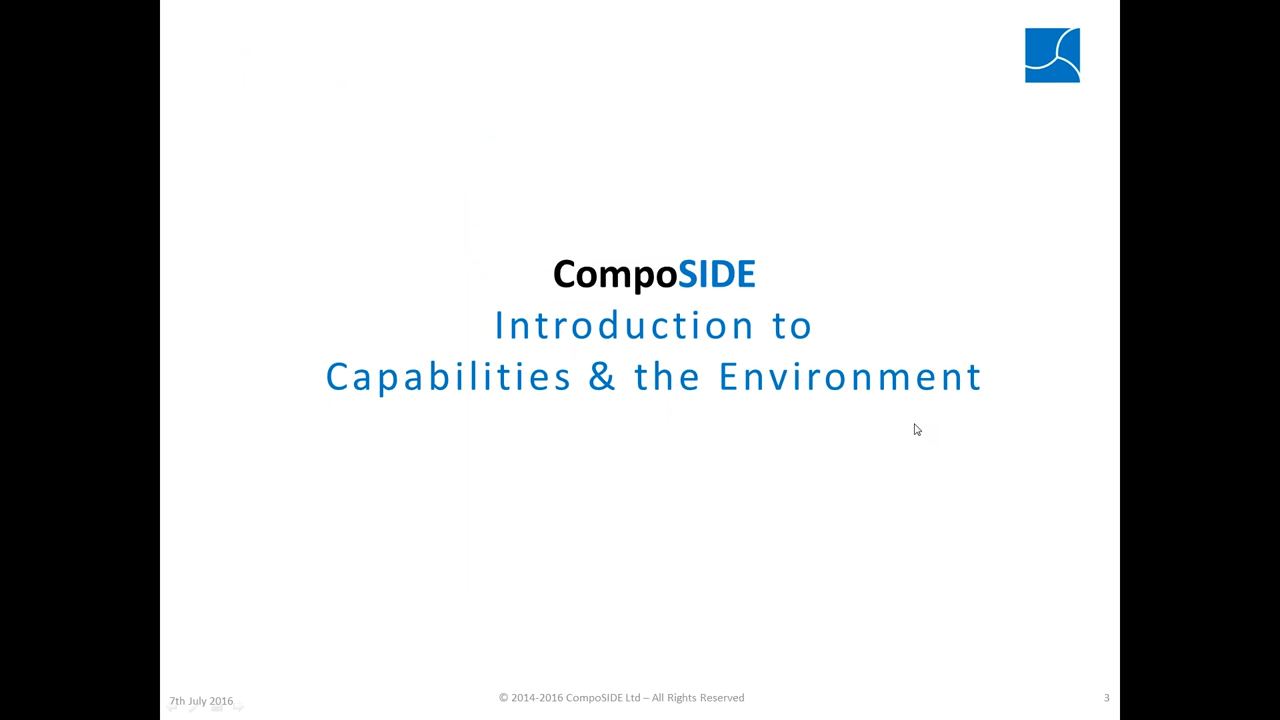 CompoSIDE
Introduction to
Capabilities & the Environment
7th July 2016
© 2014-2016 CompoSIDE Ltd – All Rights Reserved
3